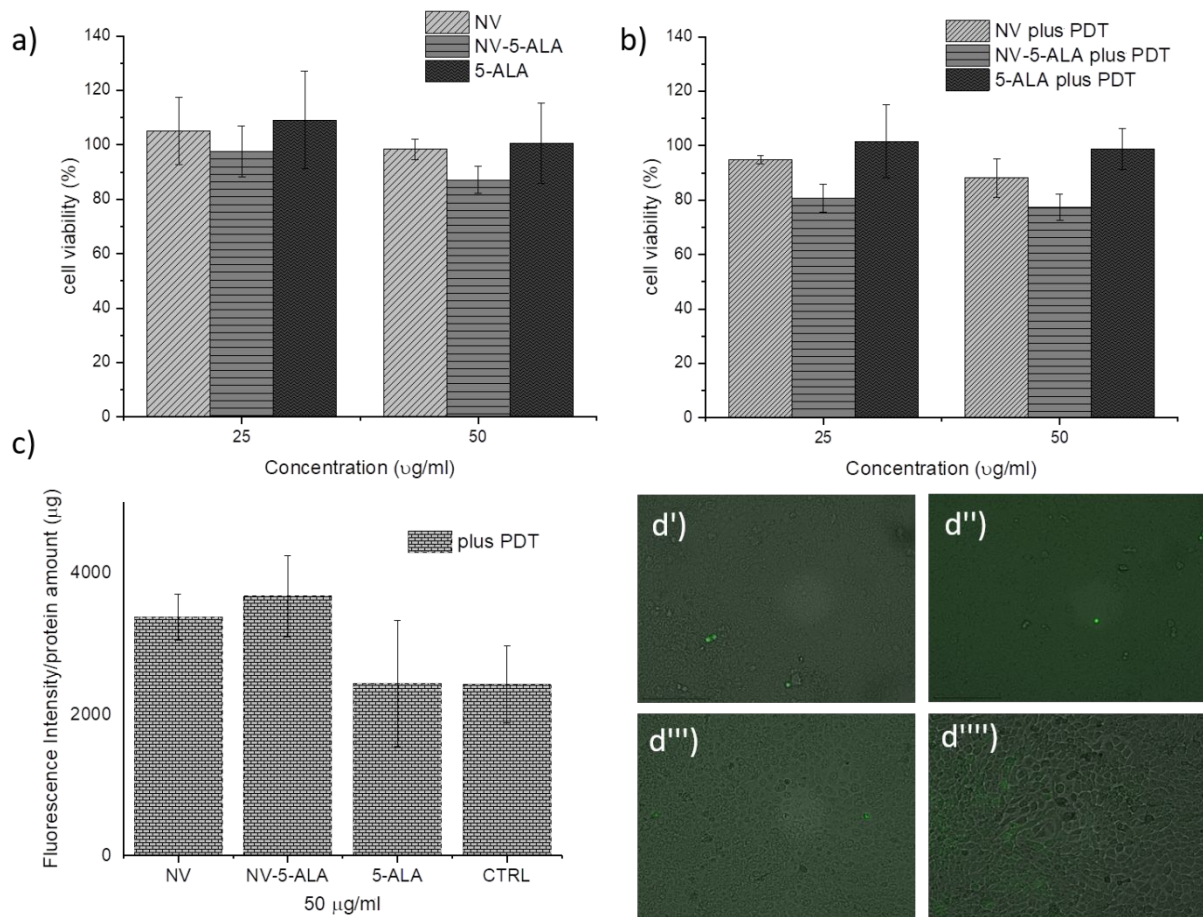 a)
NV
NV-5-ALA
5-ALA
cell viability (%)
140
120
100
80
60
40
20
0
25
50
Concentration (υg/ml)
b)
NV plus PDT
NV-5-ALA plus PDT
5-ALA plus PDT
cell viability (%)
140
120
100
80
60
40
20
0
25
50
Concentration (υg/ml)
c)
plus PDT
Fluorescence Intensity/protein amount (μg)
4000
2000
0
NV
NV-5-ALA
5-ALA
CTRL
50 μg/ml
d')
d'')
d''')
d'''')